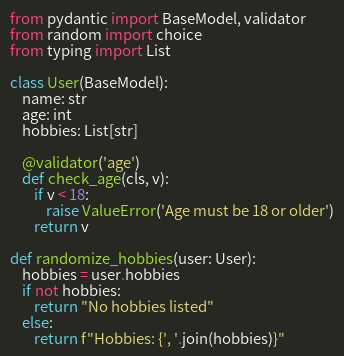 from pydantic import BaseModel, validator
from random import choice
from typing import List

class User(BaseModel):
    name: str
    age: int
    hobbies: List[str]

    @validator('age')
    def check_age(cls, v):
        if v < 18:
            raise ValueError('Age must be 18 or older')
        return v

def randomize_hobbies(user: User):
    hobbies = user.hobbies
    if not hobbies:
        return "No hobbies listed"
    else:
        return f"Hobbies: {', '.join(hobbies)}"